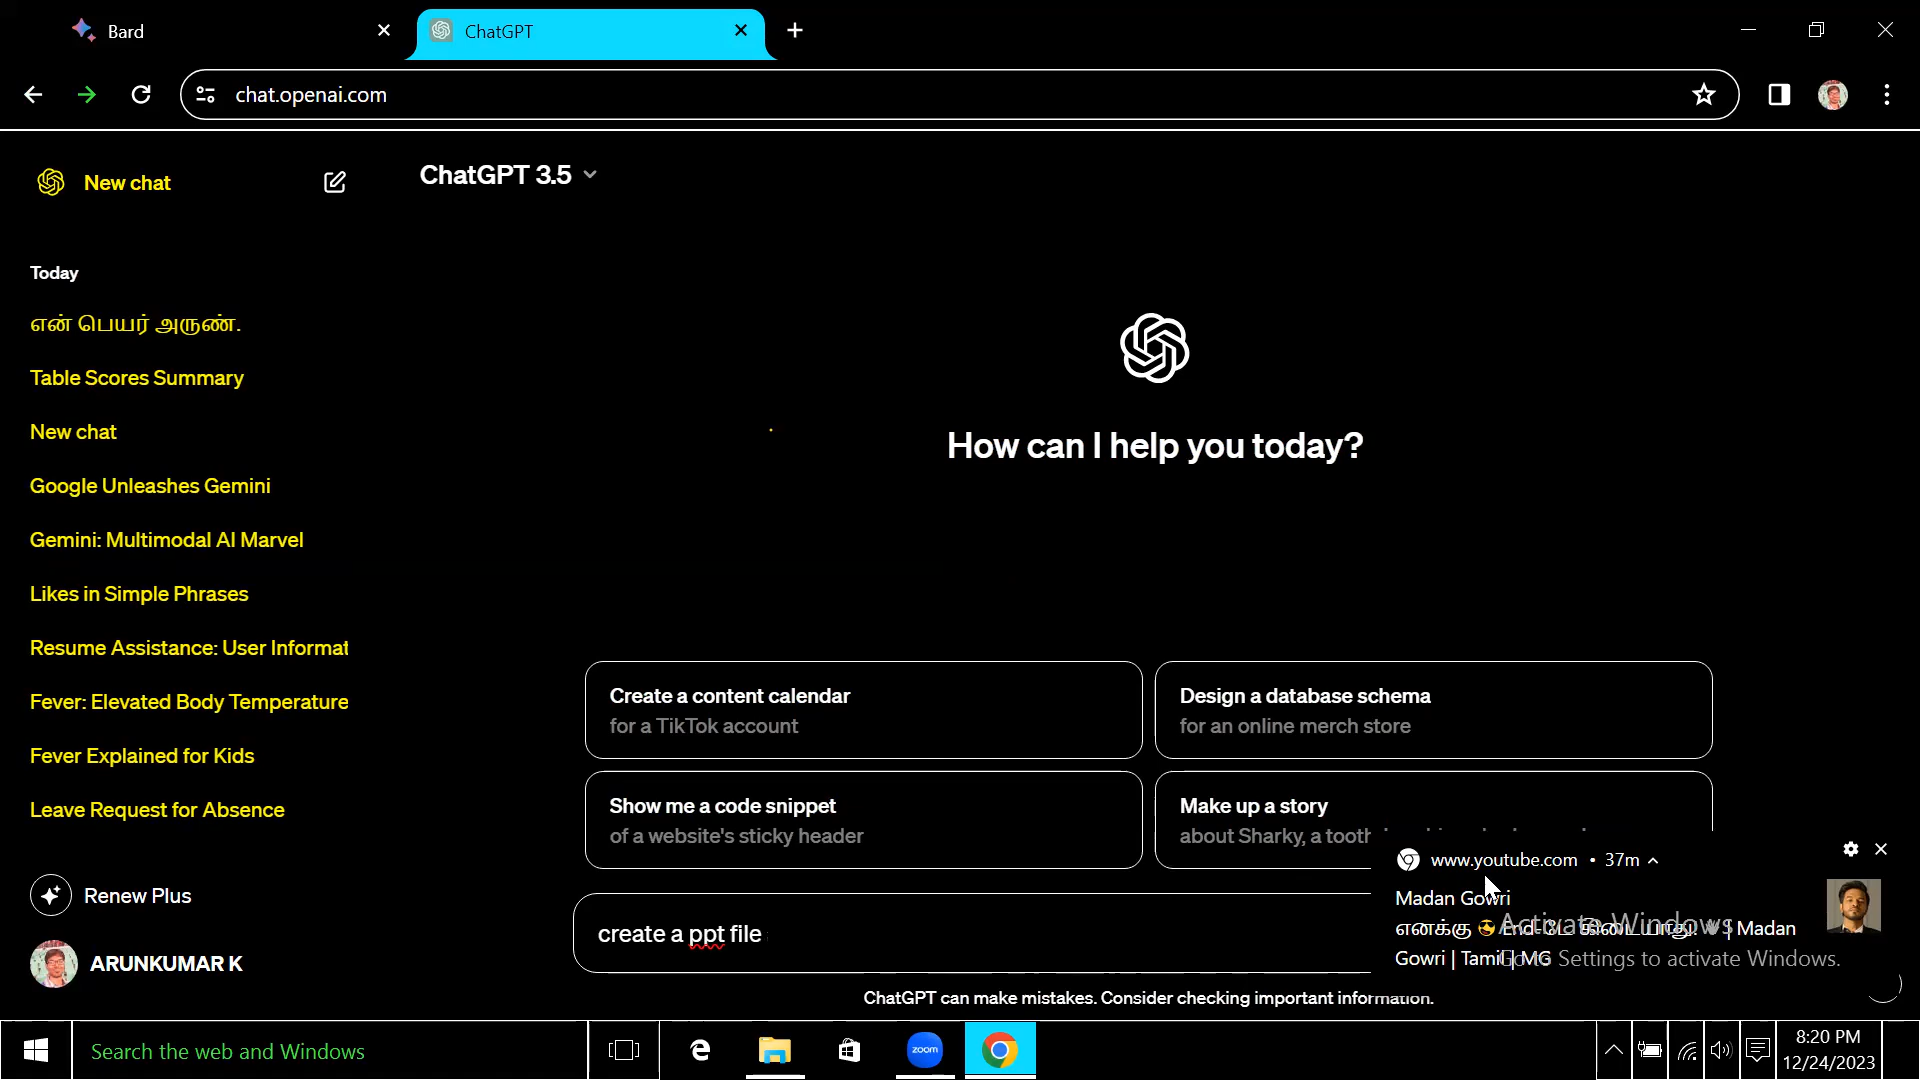 Bard
ChatGPT
chat.openai.com
New chat
ChatGPT 3.5
Today
என் பெயர் அருண்.
Table Scores Summary
New chat
Google Unleashes Gemini
Gemini: Multimodal AI Marvel
Likes in Simple Phrases
Resume Assistance: User Informat
Fever: Elevated Body Temperature
Fever Explained for Kids
Leave Request for Absence
Renew Plus
ARUNKUMAR K
How can I help you today?
Create a content calendar
for a TikTok account
Design a database schema
for an online merch store
Show me a code snippet
of a website's sticky header
Make up a story
about Sharky, a tooth
create a ppt file
ChatGPT can make mistakes. Consider checking important information.
www.youtube.com • 37m
Madan Gowri
எனக்கு 😎 End-ஏ கிடையாது! | Madan
Gowri | Tamil | MG
Activate Windows
Go to Settings to activate Windows.
Search the web and Windows
zoom
8:20 PM
12/24/2023